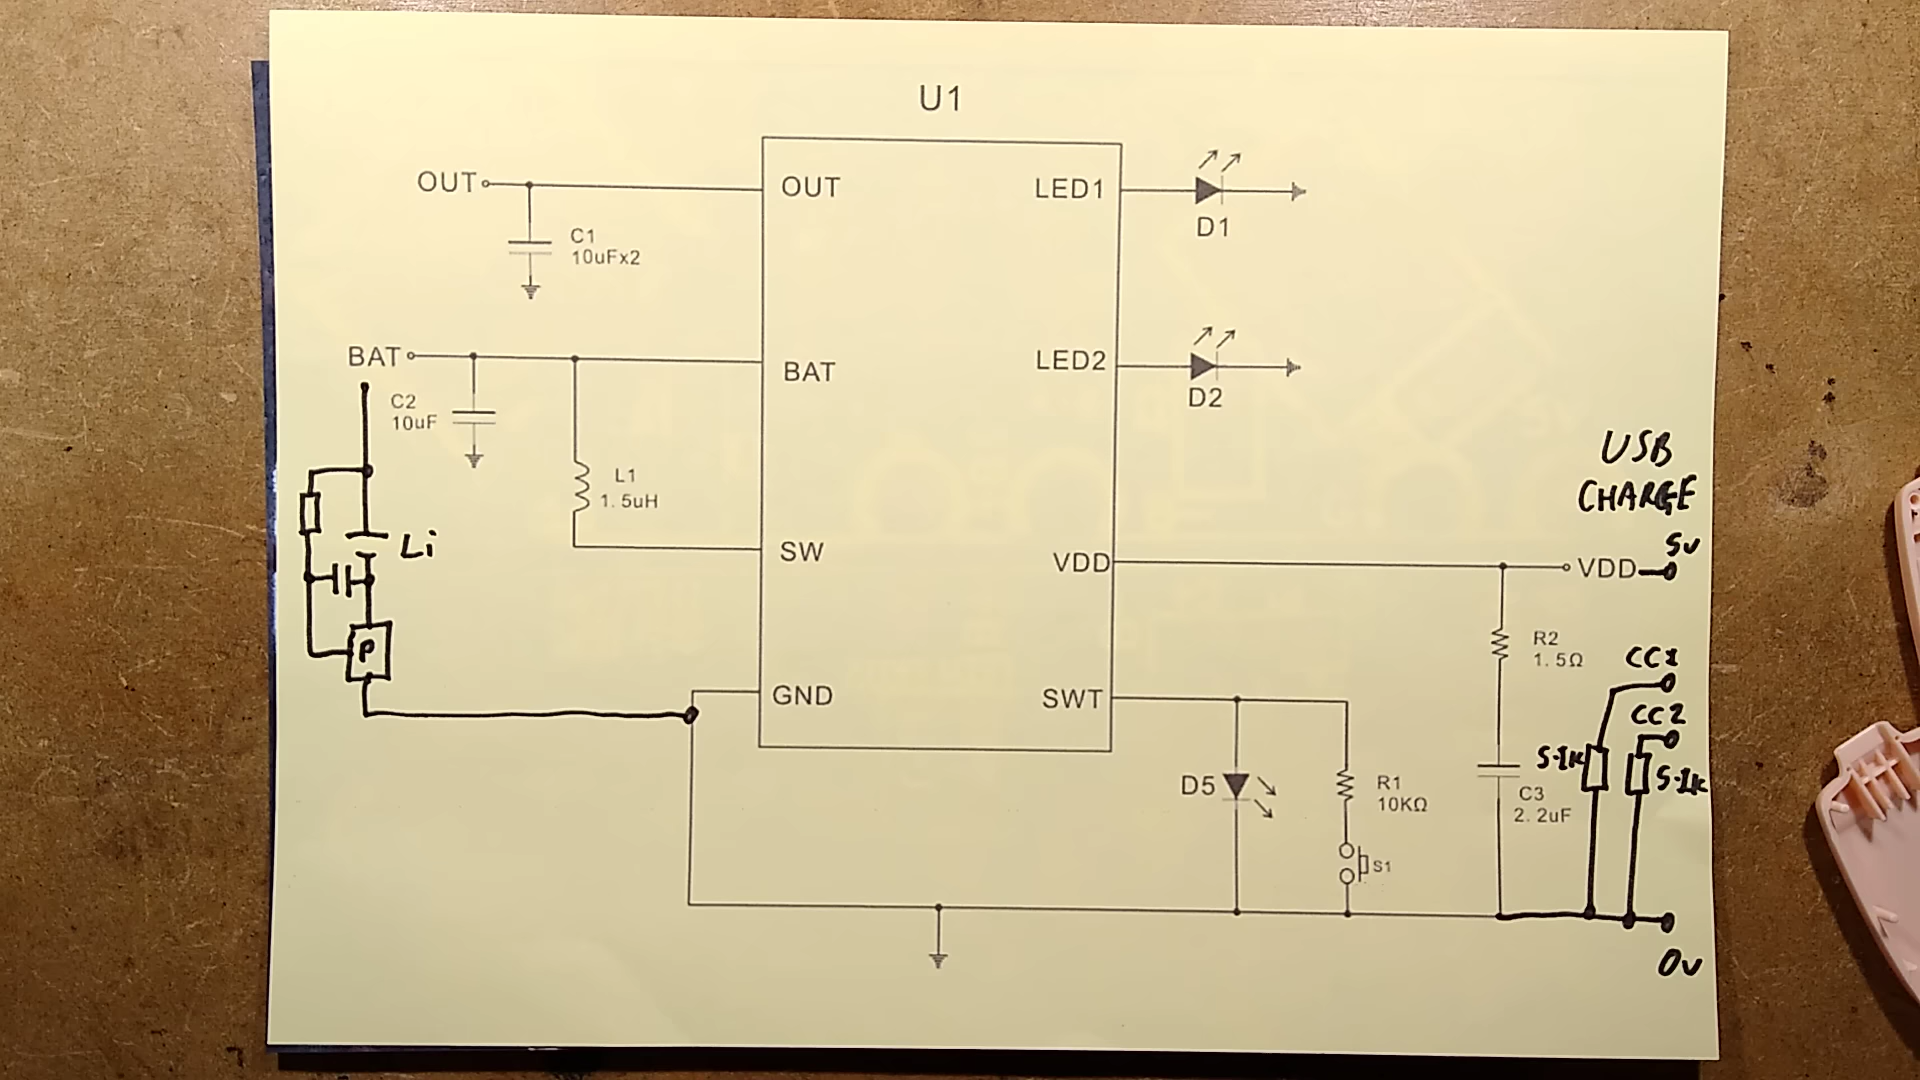 U1
OUT
OUT
LED1
C1
10uFx2
D1
BAT
BAT
LED2
C2
10uF
D2
USB
CHARGE
L1
1.5uH
Li
SW
VDD
VDD
5v
P
R2
1.5Ω
CC1
GND
SWT
CC2
D5
R1
10KΩ
5.1k
5.1k
C3
2.2uF
S1
0v